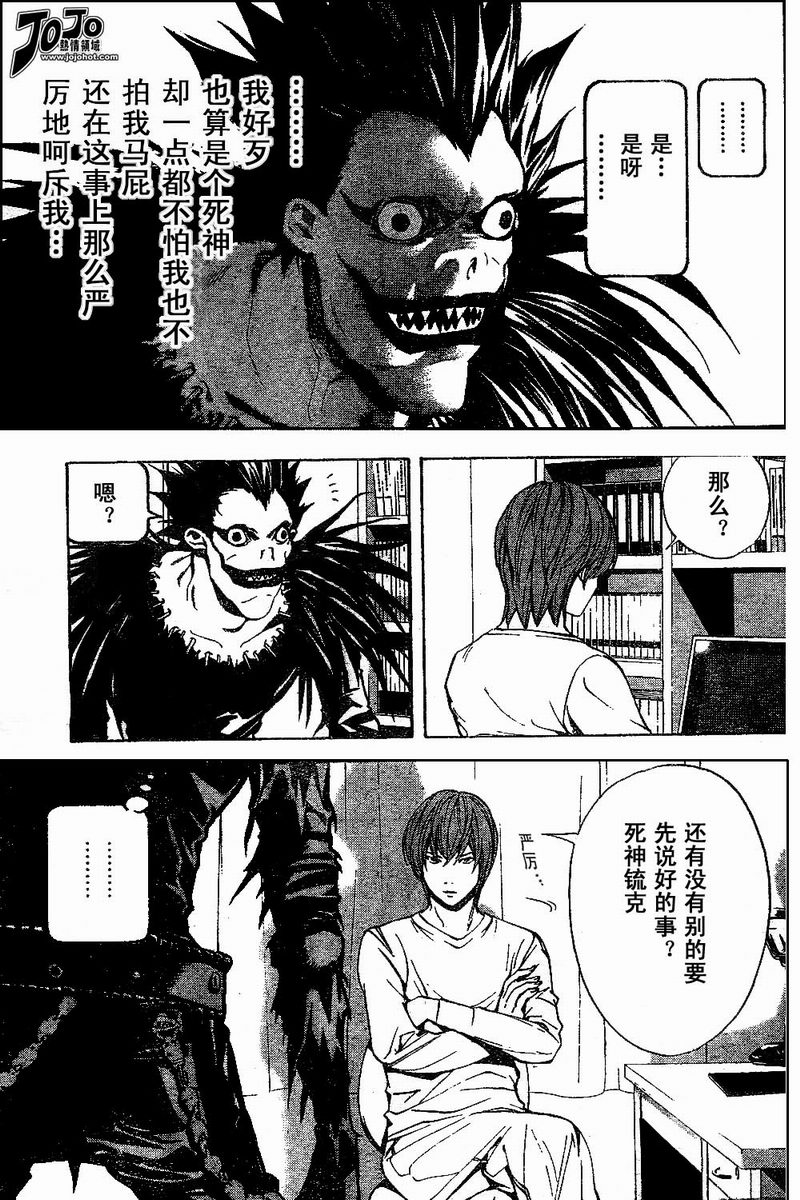 JOJO
熱情領域
www.jojohot.com
………
是…
是呀
………
………
我好歹
也算是个死神
却一点都不怕我也不
拍我马屁
还在这事上那么严
厉地呵斥我…
那么？
嗯？
还有没有别的要
先说好的事？
死神锍克
严厉…
………